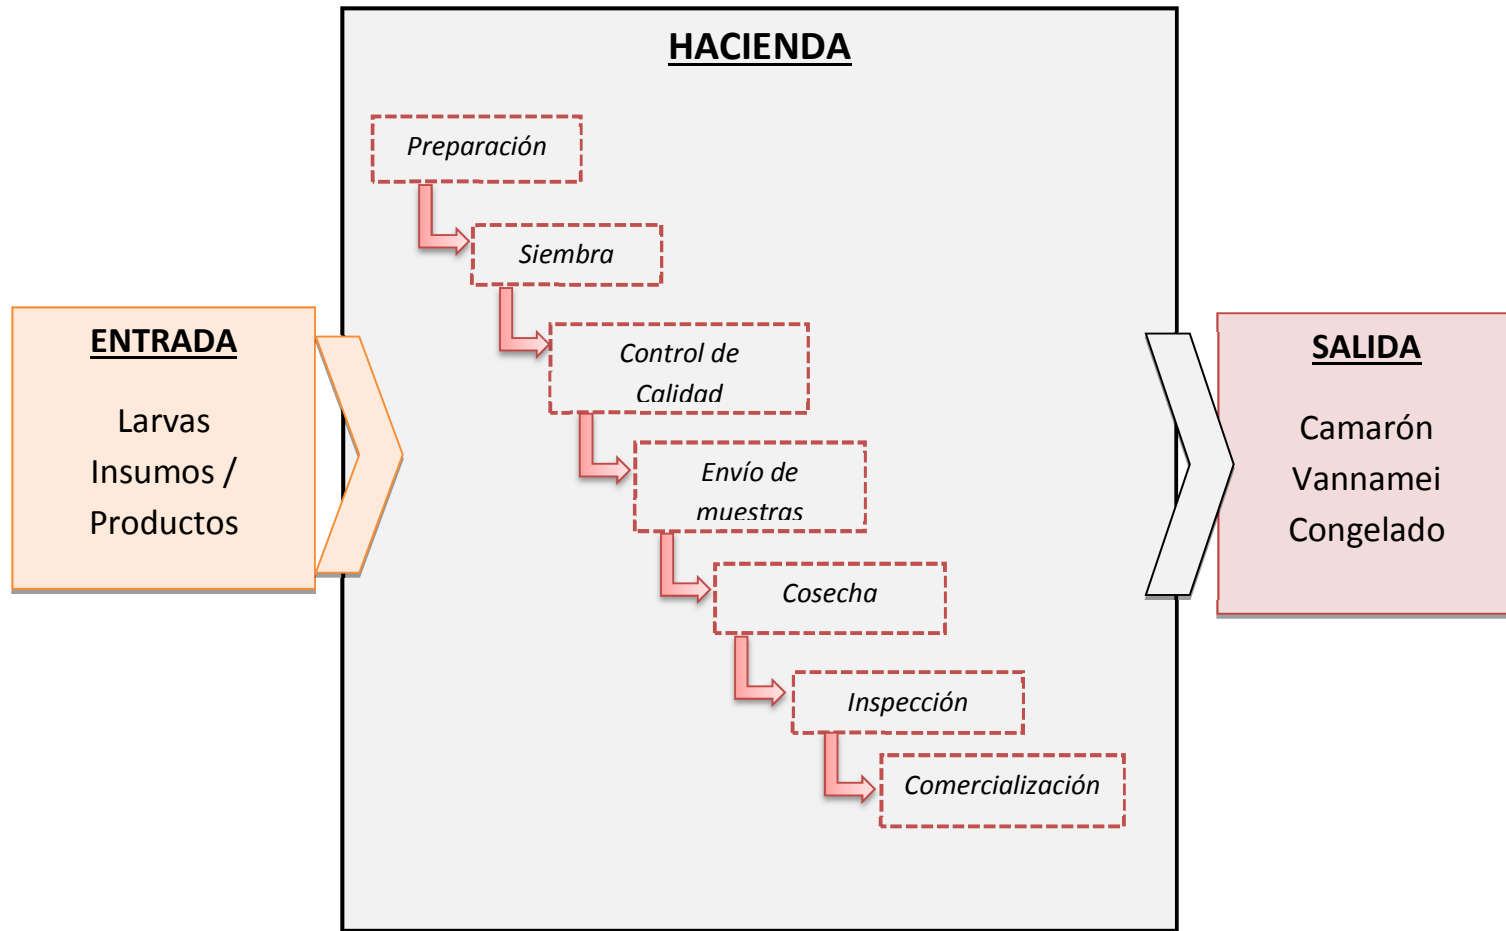 HACIENDA
Preparación
Siembra
ENTRADA
Larvas
Insumos /
Productos
Control de
Calidad
Envío de
muestras
Cosecha
Inspección
Comercialización
SALIDA
Camarón
Vannamei
Congelado